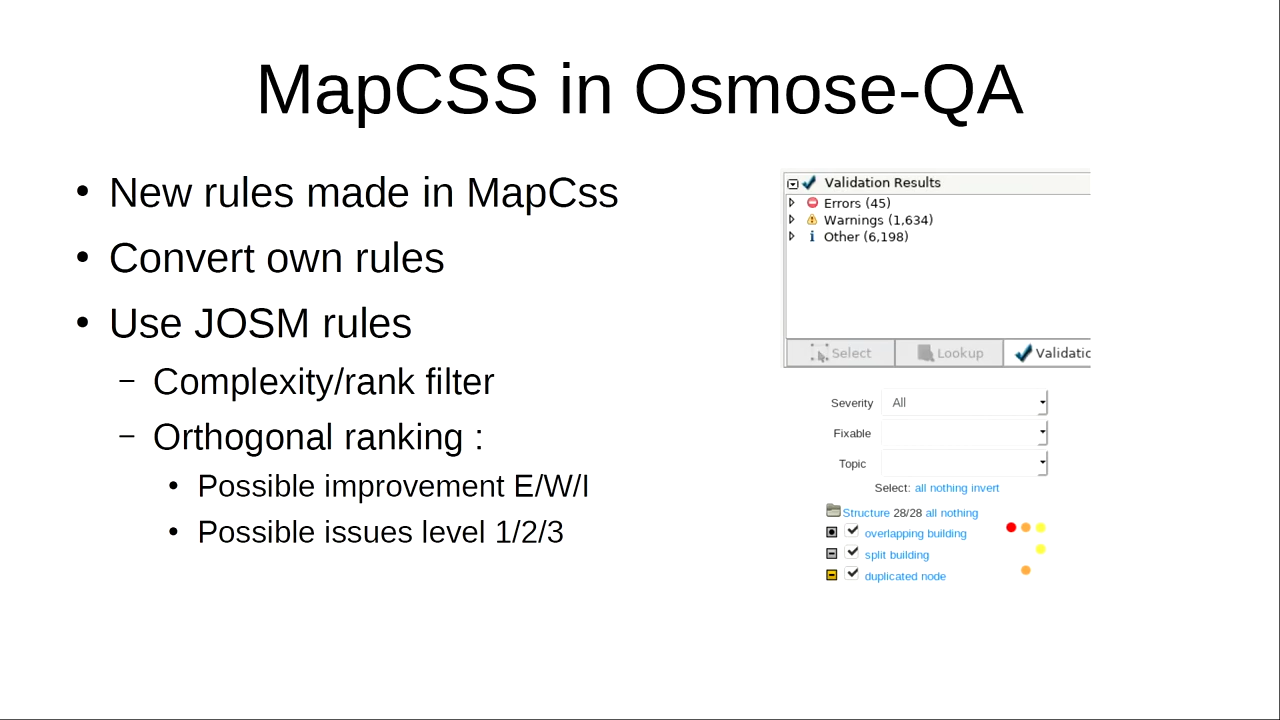 MapCSS in Osmose-QA
• New rules made in MapCss
• Convert own rules
• Use JOSM rules
– Complexity/rank filter
– Orthogonal ranking :
• Possible improvement E/W/I
• Possible issues level 1/2/3
Validation Results
Errors (45)
Warnings (1,634)
Other (6,198)
Select Lookup Validatic
Severity All
Fixable
Topic
Select: all nothing invert
Structure 28/28 all nothing
overlapping building
split building
duplicated node